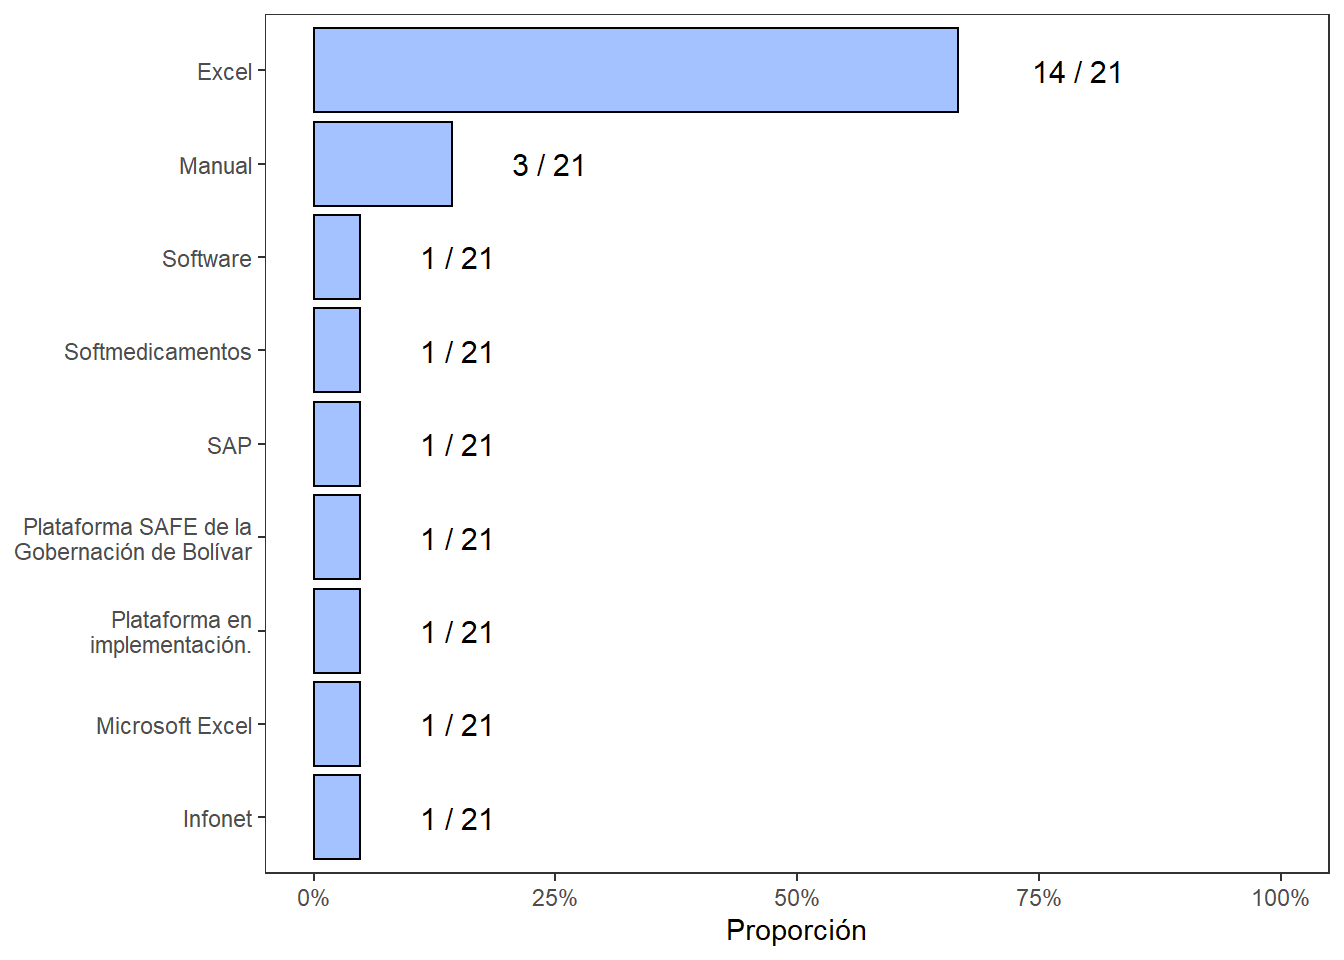 Excel
14 / 21
Manual
3 / 21
Software
1 / 21
Softmedicamentos
1 / 21
SAP
1 / 21
Plataforma SAFE de la
Gobernación de Bolívar
1 / 21
Plataforma en
implementación.
1 / 21
Microsoft Excel
1 / 21
Infonet
1 / 21
0% 25% 50% 75% 100%
Proporción